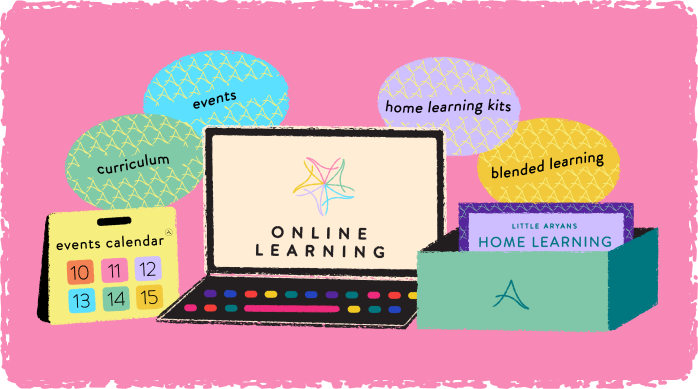 events
home learning kits
curriculum
blended learning
ONLINE
LEARNING
events calendar
10 11 12
13 14 15
LITTLE ARYANS
HOME LEARNING